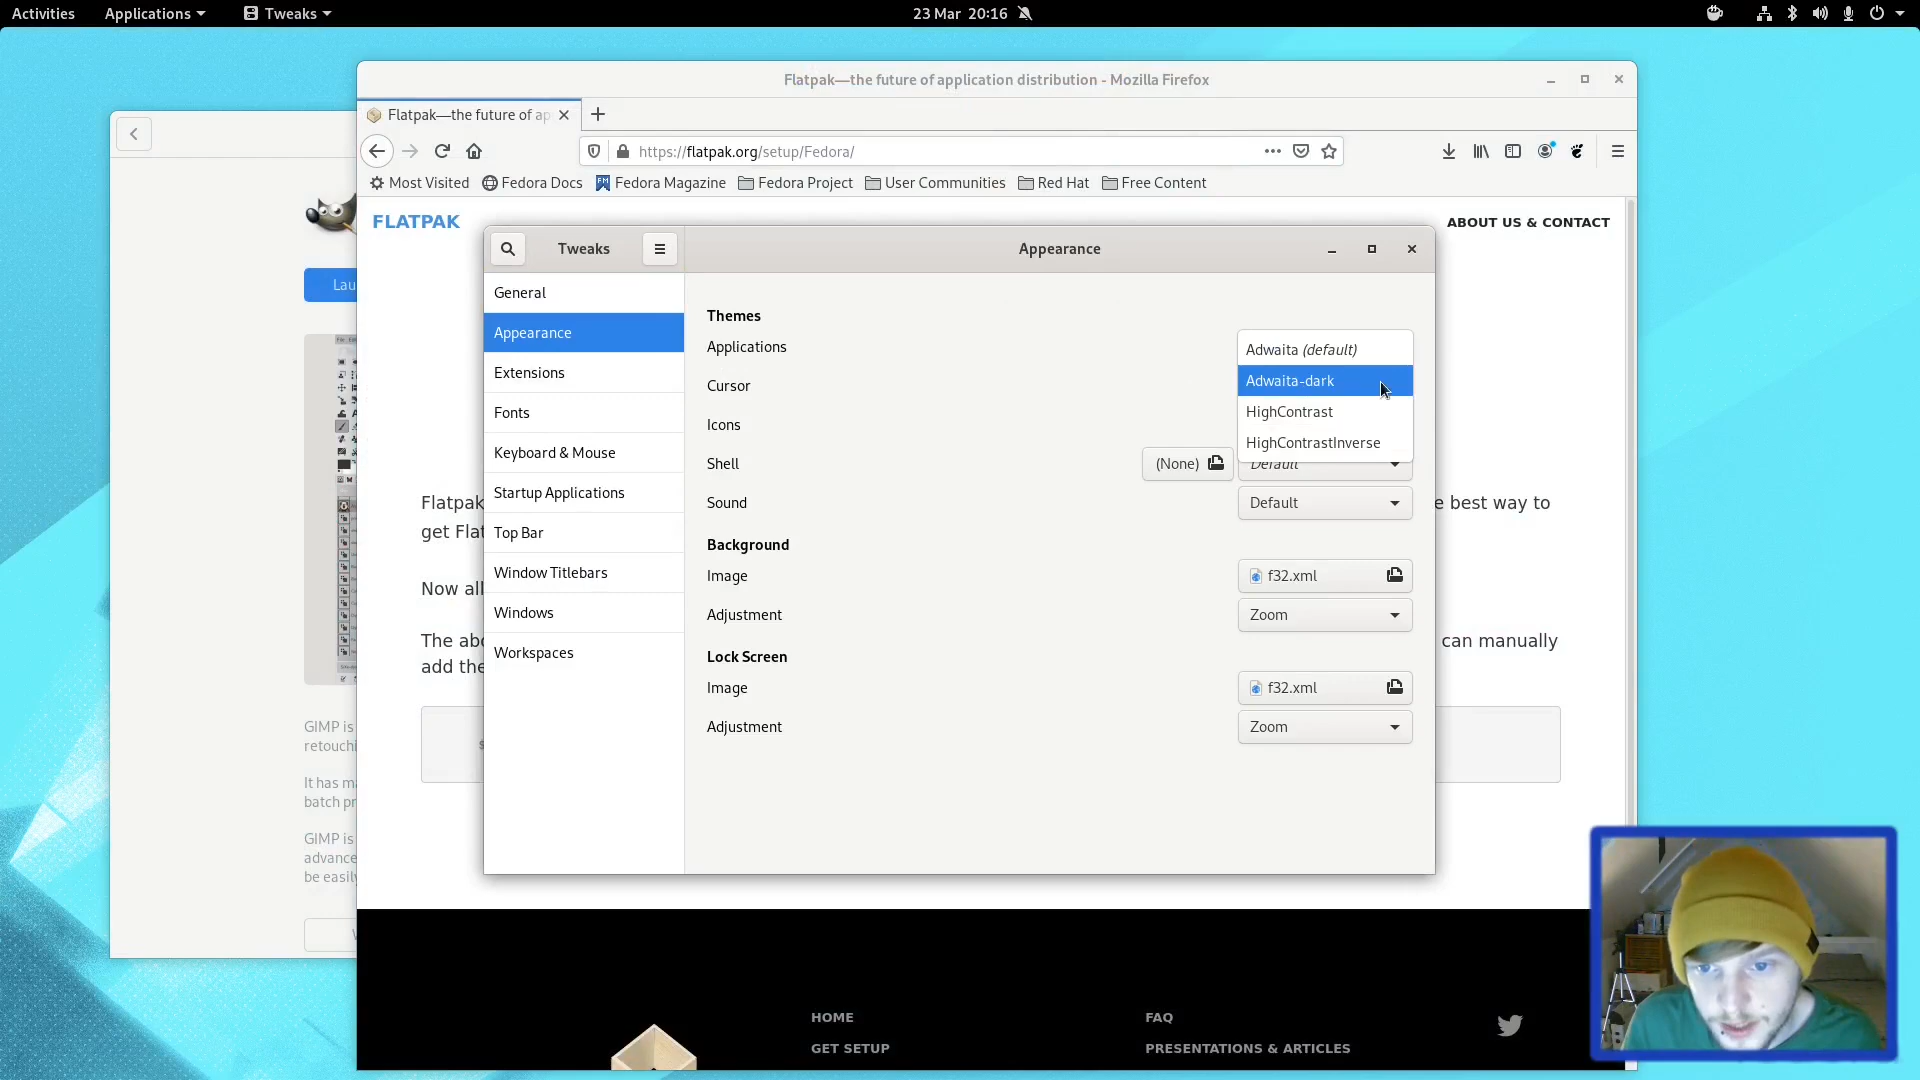 Activities Applications Tweaks 23 Mar 20:16
Flatpak—the future of application distribution - Mozilla Firefox
Flatpak—the future of ap
https://flatpak.org/setup/Fedora/
Most Visited Fedora Docs Fedora Magazine Fedora Project User Communities Red Hat Free Content
FLATPAK ABOUT US & CONTACT
Tweaks Appearance
General
Appearance
Extensions
Fonts
Keyboard & Mouse
Startup Applications
Top Bar
Window Titlebars
Windows
Workspaces
Themes
Applications
Adwaita (default)
Adwaita-dark
HighContrast
HighContrastInverse
Cursor
Icons
Shell (None) Default
Sound Default
Background
Image f32.xml
Adjustment Zoom
Lock Screen
Image f32.xml
Adjustment Zoom
Lau
Flatpak e best way to
get Flat
Now all
The abo can manually
add the
$
GIMP is
retouchi
It has ma
batch pr
GIMP is
advance
be easily
HOME FAQ
GET SETUP PRESENTATIONS & ARTICLES